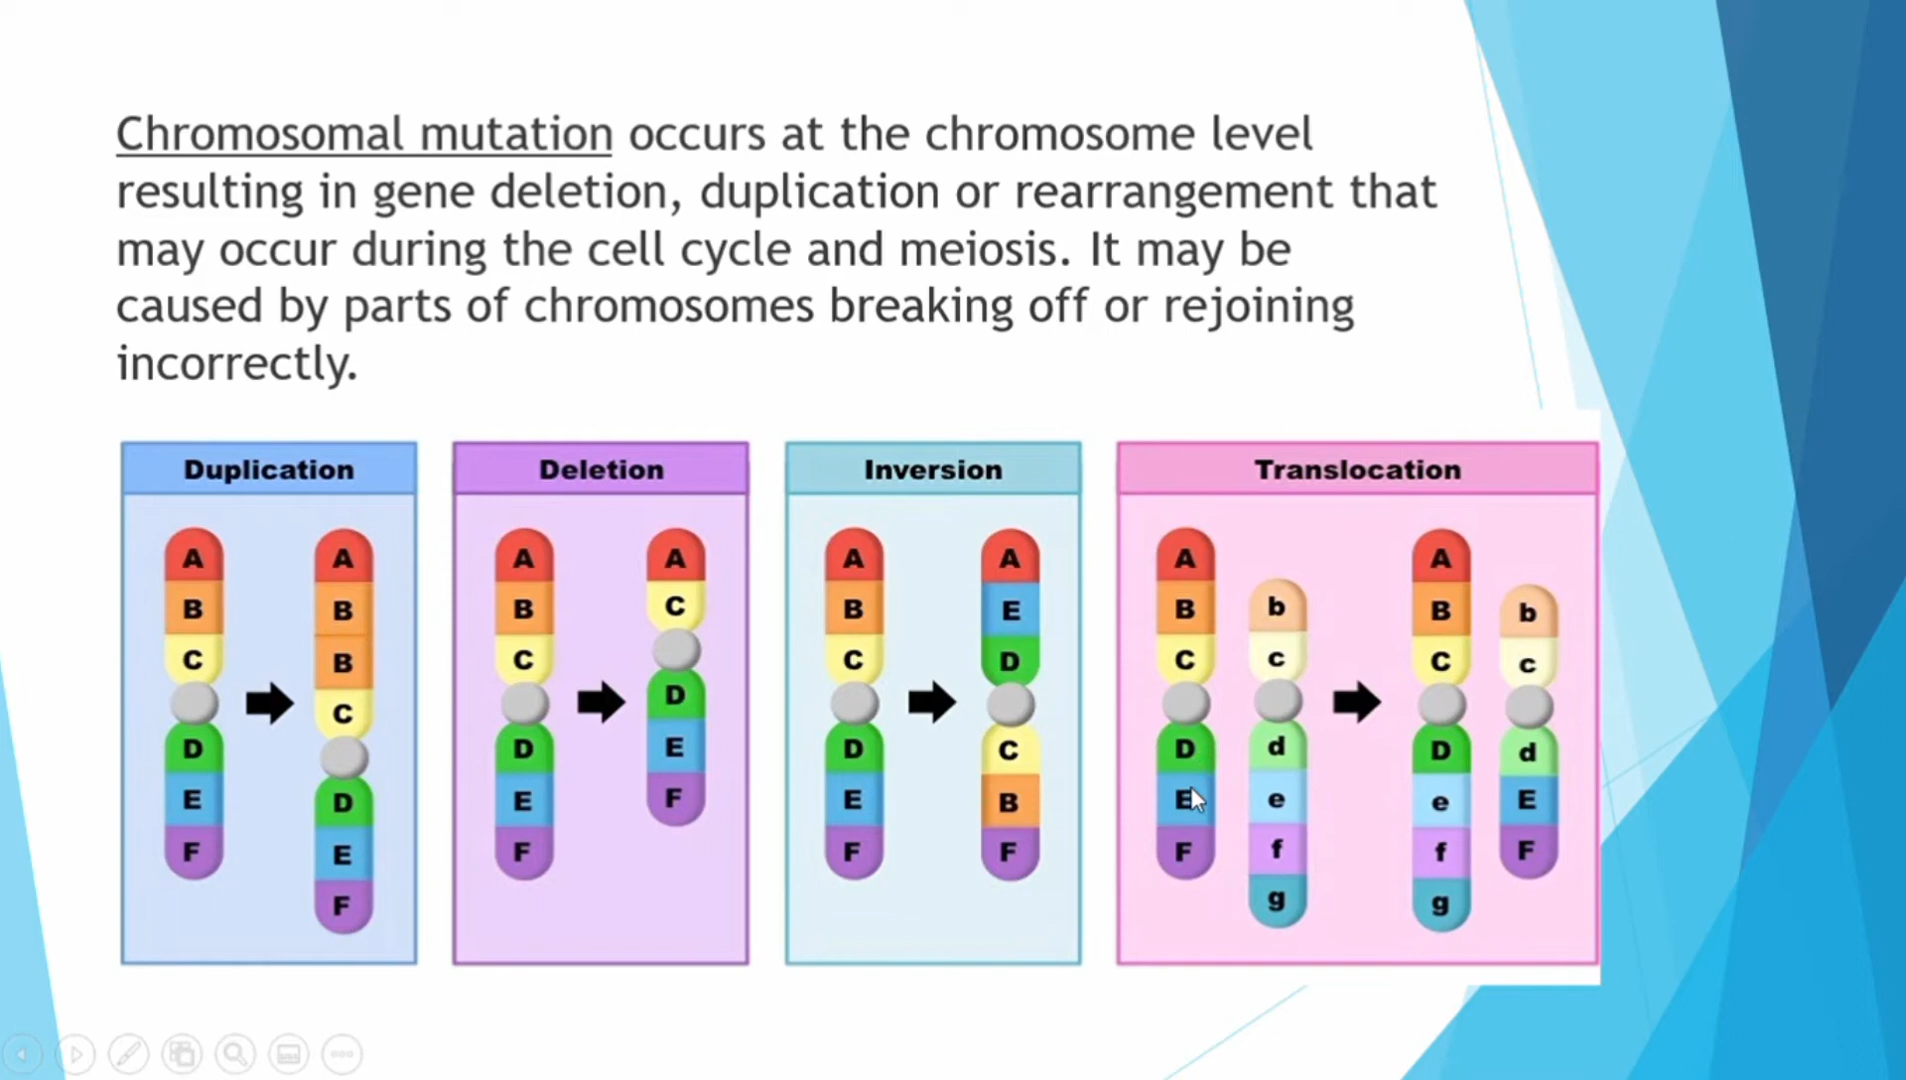 Chromosomal mutation occurs at the chromosome level
resulting in gene deletion, duplication or rearrangement that
may occur during the cell cycle and meiosis. It may be
caused by parts of chromosomes breaking off or rejoining
incorrectly.
Duplication
A
B
C
D
E
F
A
B
B
C
D
E
F
Deletion
A
B
C
D
E
F
A
C
D
E
F
Inversion
A
B
C
D
E
F
A
E
D
C
B
F
Translocation
A
B
C
D
E
F
b
c
d
e
f
g
A
B
C
D
e
f
g
b
c
d
E
F